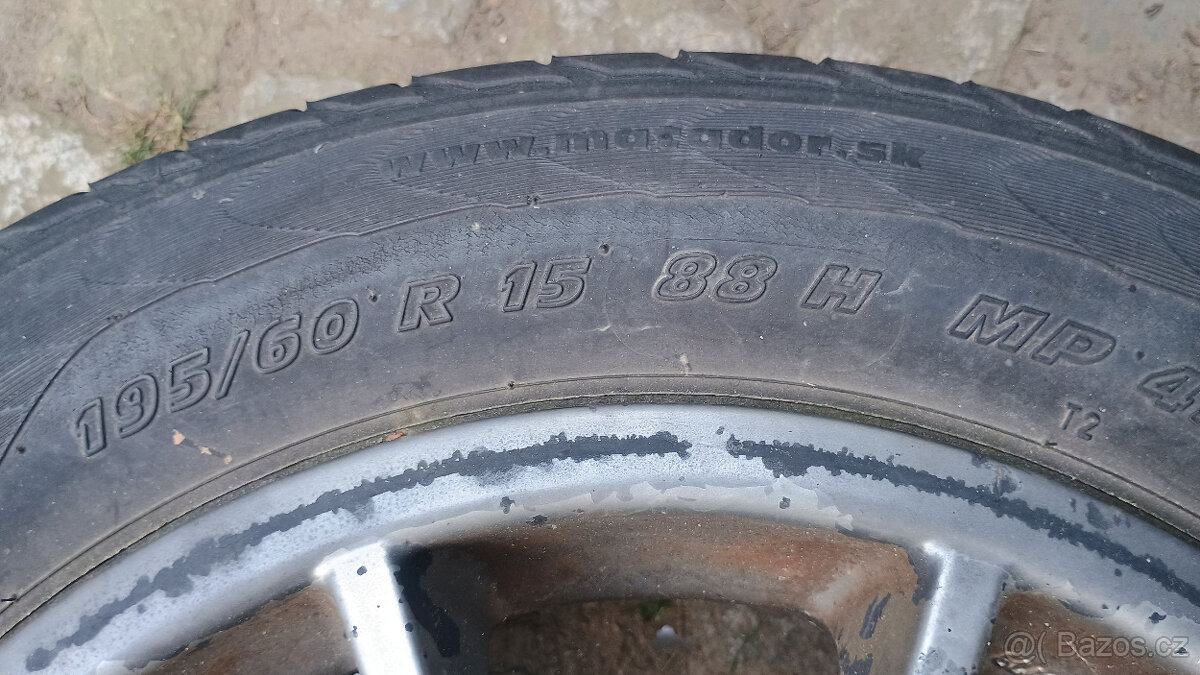 www.matador.sk
195/60 R 15 88 H MP 4
T2
Bazos.cz